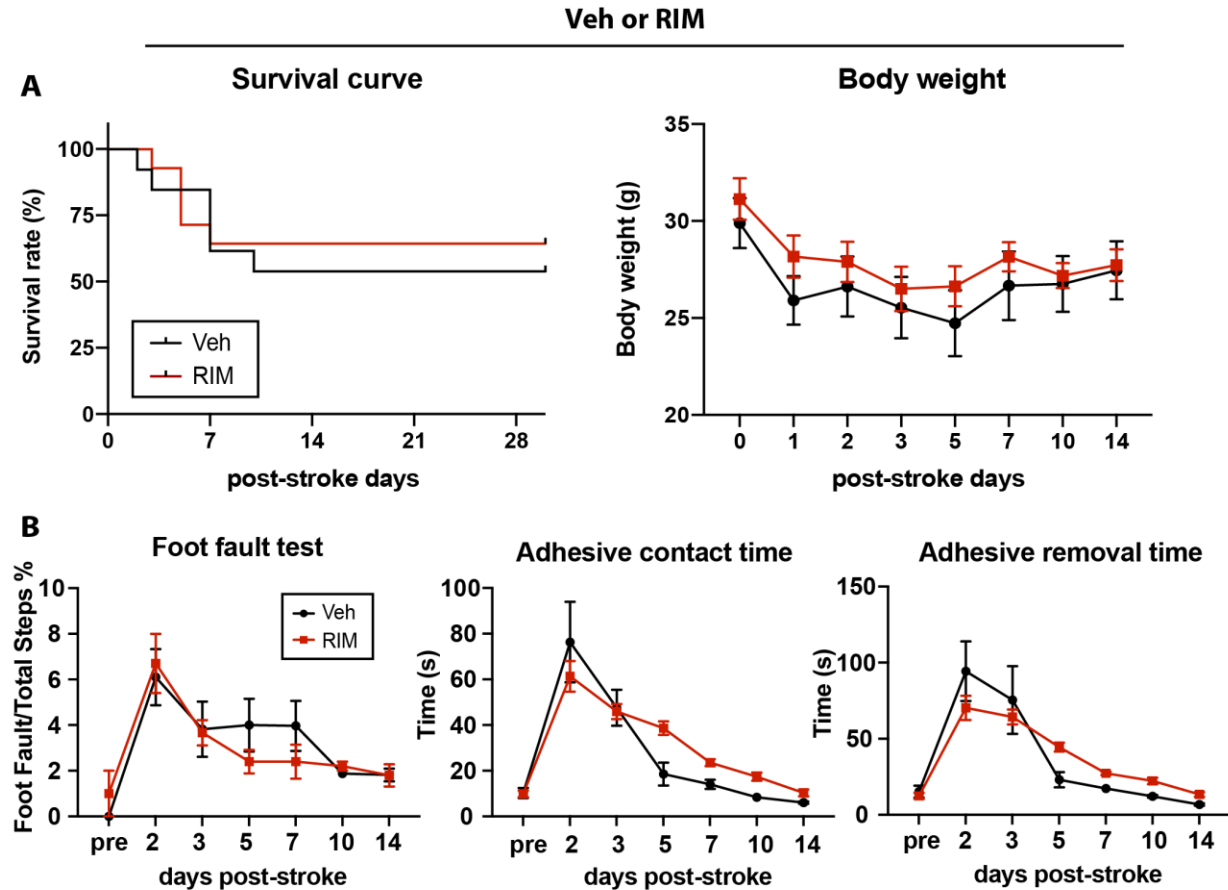 Veh or RIM
A
Survival curve
Body weight
Survival rate (%)
100
75
50
25
0
Veh
RIM
0 7 14 21 28
post-stroke days
Body weight (g)
35
30
25
20
0 1 2 3 5 7 10 14
post-stroke days
B
Foot fault test
Adhesive contact time
Adhesive removal time
Foot Fault/Total Steps %
10
8
6
4
2
0
Veh
RIM
pre 2 3 5 7 10 14
days post-stroke
Time (s)
100
80
60
40
20
0
pre 2 3 5 7 10 14
days post-stroke
Time (s)
150
100
50
0
pre 2 3 5 7 10 14
days post-stroke